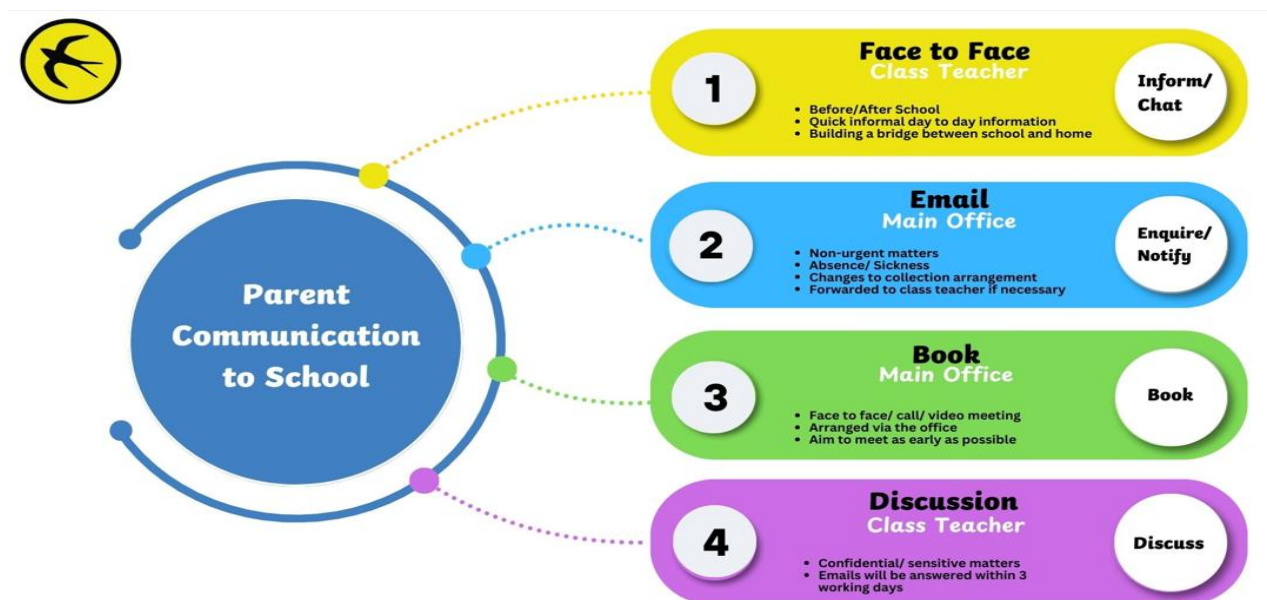 Parent
Communication
to School
1
Face to Face
Class Teacher
• Before/After School
• Quick informal day to day information
• Building a bridge between school and home
Inform/
Chat
2
Email
Main Office
• Non-urgent matters
• Absence/ Sickness
• Changes to collection arrangement
• Forwarded to class teacher if necessary
Enquire/
Notify
3
Book
Main Office
• Face to face/ call/ video meeting
• Arranged via the office
• Aim to meet as early as possible
Book
4
Discussion
Class Teacher
• Confidential/ sensitive matters
• Emails will be answered within 3
working days
Discuss